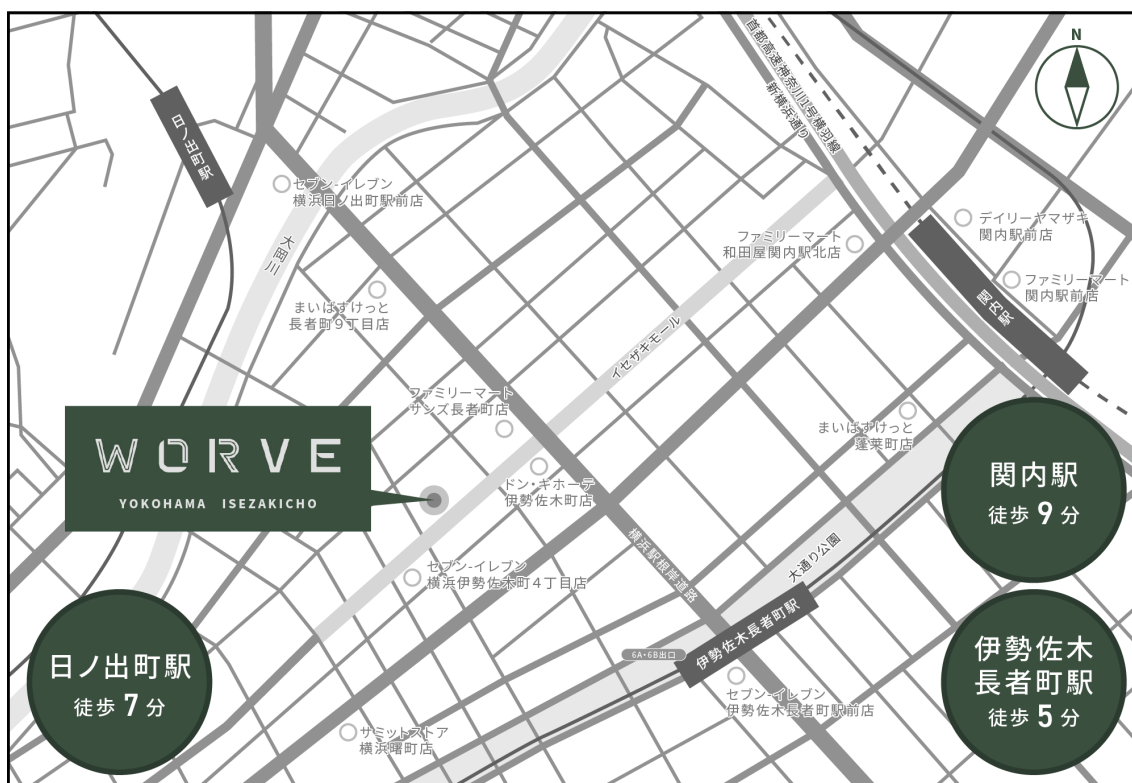 N
首都高速神奈川1号横羽線
新横浜通り
日ノ出町駅
セブン-イレブン
横浜日ノ出町駅前店
大岡川
デイリーヤマザキ
関内駅前店
ファミリーマート
和田屋関内駅北店
ファミリーマート
関内駅前店
関内駅
まいばすけっと
長者町9丁目店
イセザキモール
ファミリーマート
サンズ長者町店
まいばすけっと
蓬莱町店
WORVE
YOKOHAMA ISEZAKICHO
ドン・キホーテ
伊勢佐木町店
関内駅
徒歩 9 分
横浜駅根岸道路
大通り公園
セブン-イレブン
横浜伊勢佐木町4丁目店
伊勢佐木長者町駅
6A・6B出口
日ノ出町駅
徒歩 7 分
伊勢佐木
長者町駅
徒歩 5 分
セブン-イレブン
伊勢佐木長者町駅前店
サミットストア
横浜曙町店